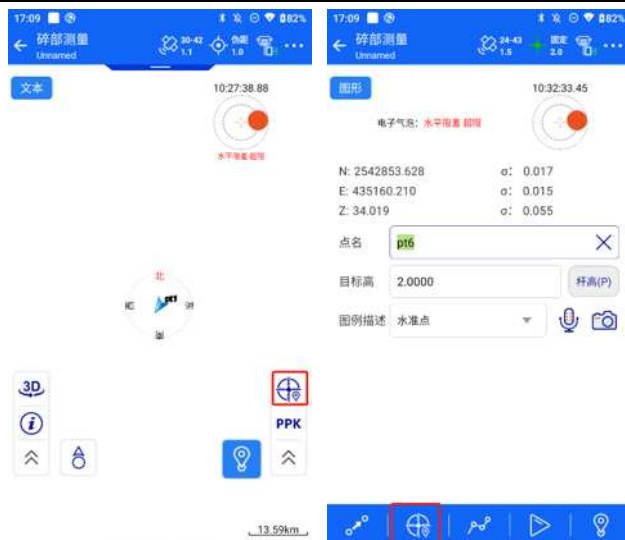 17:09
82%
碎部测量
Unnamed
30-42
1.1
伪距
1.0
文本
10:27:38.88
水平限差 超限
北
pt1
3D
PPK
13.59km
17:09
82%
碎部测量
Unnamed
24-43
1.5
固定
2.0
图形
10:32:33.45
电子气泡: 水平限差 超限
N: 2542853.628 σ: 0.017
E: 435160.210 σ: 0.015
Z: 34.019 σ: 0.055
点名 pt6
目标高 2.0000 杆高(P)
图例描述 水准点